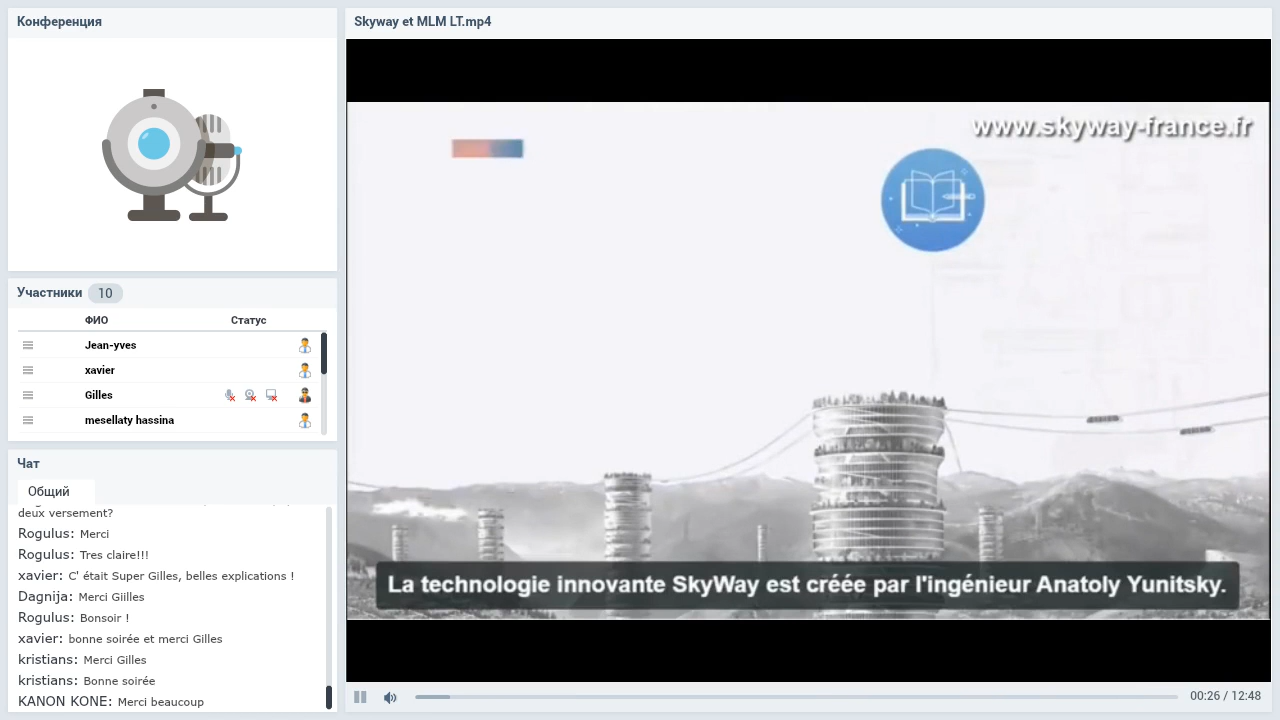 Конференция
Skyway et MLM LT.mp4
www.skyway-france.fr
La technologie innovante SkyWay est créée par l'ingénieur Anatoly Yunitsky.
00:26 / 12:48
Участники 10
ФИО Статус
Jean-yves
xavier
Gilles
mesellaty hassina
Чат
Общий
deux versement?
Rogulus: Merci
Rogulus: Tres claire!!!
xavier: C' était Super Gilles, belles explications !
Dagnija: Merci Giilles
Rogulus: Bonsoir !
xavier: bonne soirée et merci Gilles
kristians: Merci Gilles
kristians: Bonne soirée
KANON KONE: Merci beaucoup